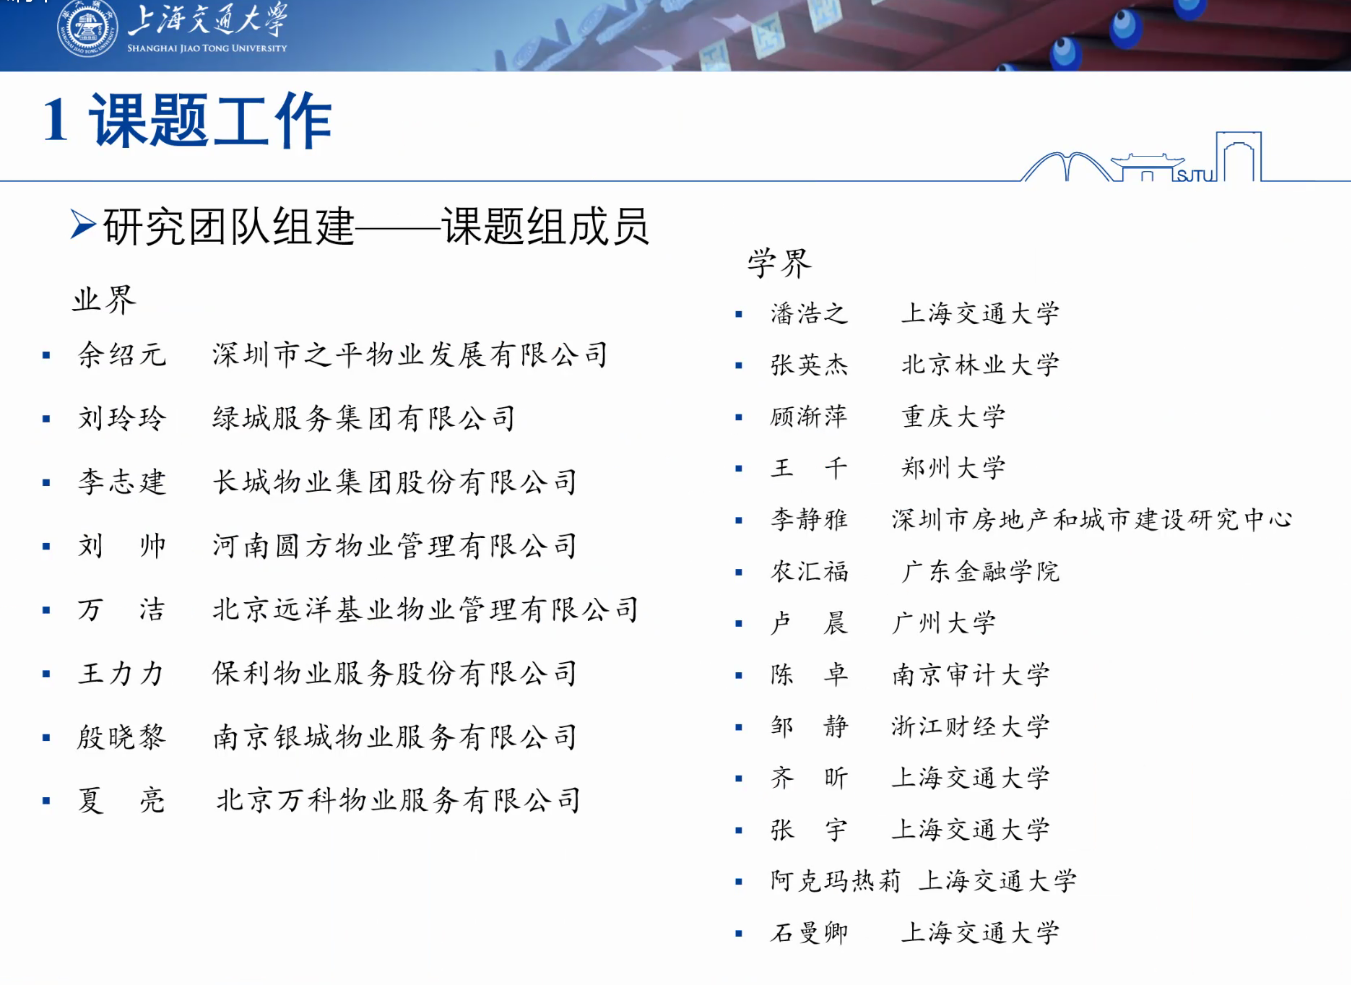 上海交通大学
SHANGHAI JIAO TONG UNIVERSITY
1 课题工作
SJTU
➢研究团队组建——课题组成员
业界
▪ 余绍元 深圳市之平物业发展有限公司
▪ 刘玲玲 绿城服务集团有限公司
▪ 李志建 长城物业集团股份有限公司
▪ 刘 帅 河南圆方物业管理有限公司
▪ 万 洁 北京远洋基业物业管理有限公司
▪ 王力力 保利物业服务股份有限公司
▪ 殷晓黎 南京银城物业服务有限公司
▪ 夏 亮 北京万科物业服务有限公司
学界
▪ 潘浩之 上海交通大学
▪ 张英杰 北京林业大学
▪ 顾渐萍 重庆大学
▪ 王 千 郑州大学
▪ 李静雅 深圳市房地产和城市建设研究中心
▪ 农汇福 广东金融学院
▪ 卢 晨 广州大学
▪ 陈 卓 南京审计大学
▪ 邹 静 浙江财经大学
▪ 齐 昕 上海交通大学
▪ 张 宇 上海交通大学
▪ 阿克玛热莉 上海交通大学
▪ 石曼卿 上海交通大学